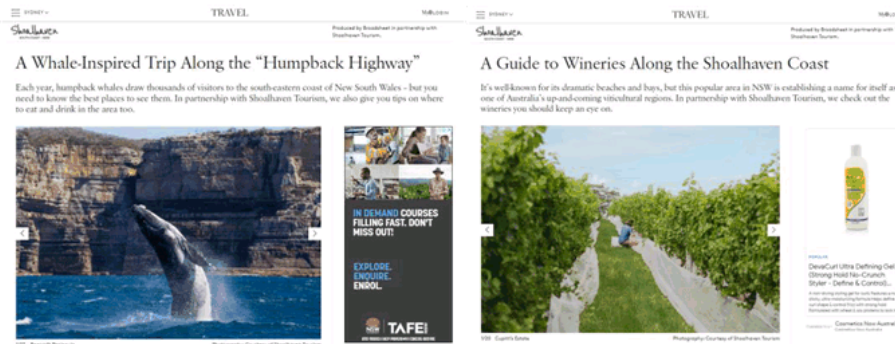 SYDNEY
TRAVEL
LOGIN
Shoalhaven
Produced by Broadsheet in partnership with
Shoalhaven Tourism.
A Whale-Inspired Trip Along the “Humpback Highway”
Each year, humpback whales draw thousands of visitors to the south-eastern coast of New South Wales - but you
need to know the best places to see them. In partnership with Shoalhaven Tourism, we also give you tips on where
to eat and drink in the area too.
IN DEMAND COURSES
FILLING FAST. DON'T
MISS OUT!
EXPLORE.
ENQUIRE.
ENROL.
NSW
TAFE
SYDNEY
TRAVEL
Shoalhaven
Produced by Broadsheet in partnership with
Shoalhaven Tourism.
A Guide to Wineries Along the Shoalhaven Coast
It's well-known for its dramatic beaches and bays, but this popular area in NSW is establishing a name for itself as
one of Australia's up-and-coming viticultural regions. In partnership with Shoalhaven Tourism, we check out the
wineries you should keep an eye on.
POPULAR
DevaCurl Ultra Defining Gel
(Strong Hold No-Crunch
Styler - Define & Control)...
Cosmetics Now Austral
Cupitt's Estate
Photography: Courtesy of Shoalhaven Tourism